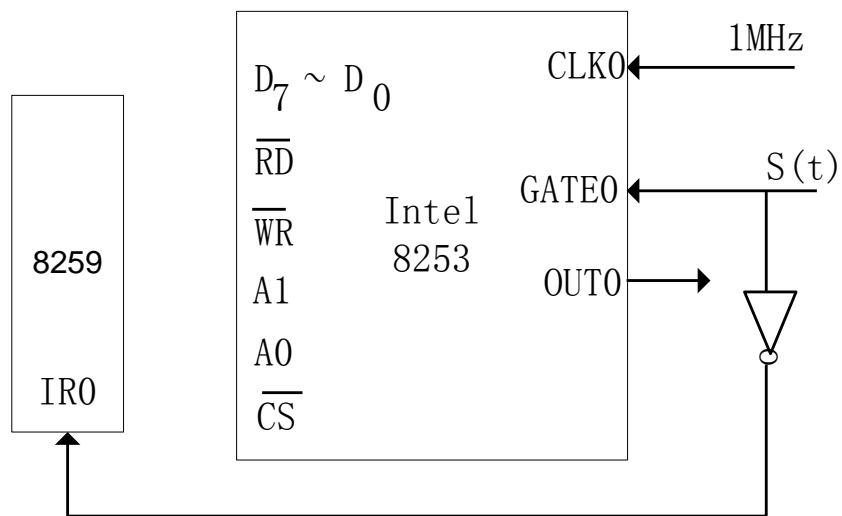 8259
IR0
D7 ~ D0
RD
WR
A1
A0
CS
Intel
8253
CLK0
GATE0
OUT0
1MHz
S(t)